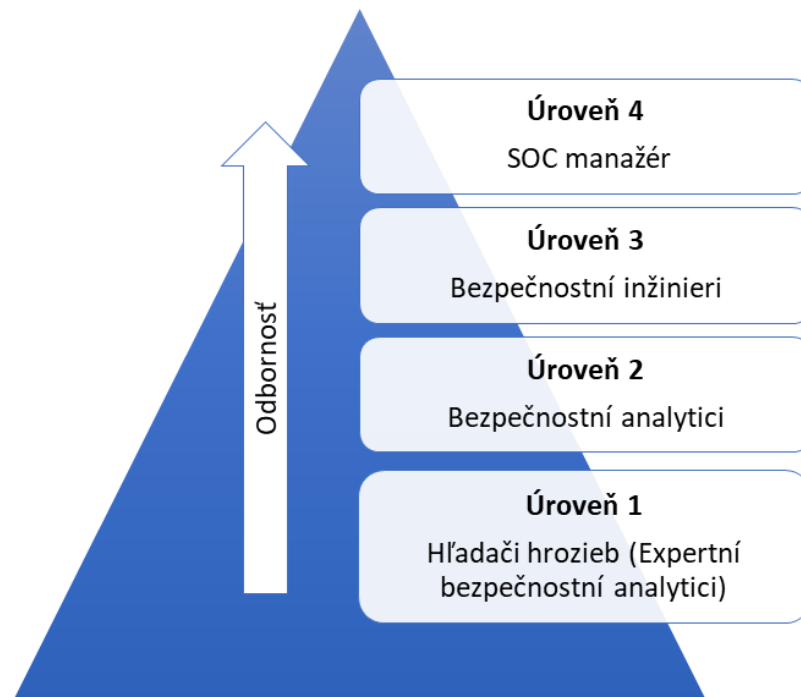 Úroveň 4
SOC manažér
Úroveň 3
Bezpečnostní inžinieri
Úroveň 2
Bezpečnostní analytici
Úroveň 1
Hľadači hrozieb (Expertní
bezpečnostní analytici)
Odbornosť